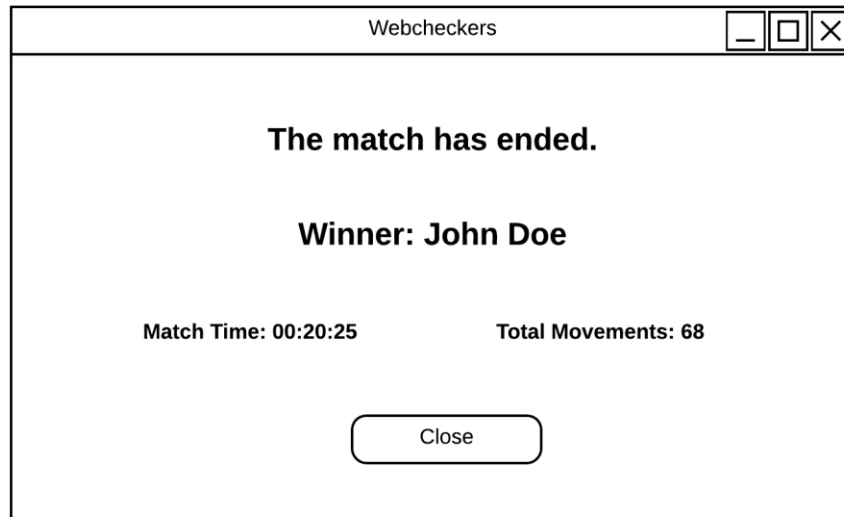 Webcheckers
The match has ended.
Winner: John Doe
Match Time: 00:20:25 Total Movements: 68
Close